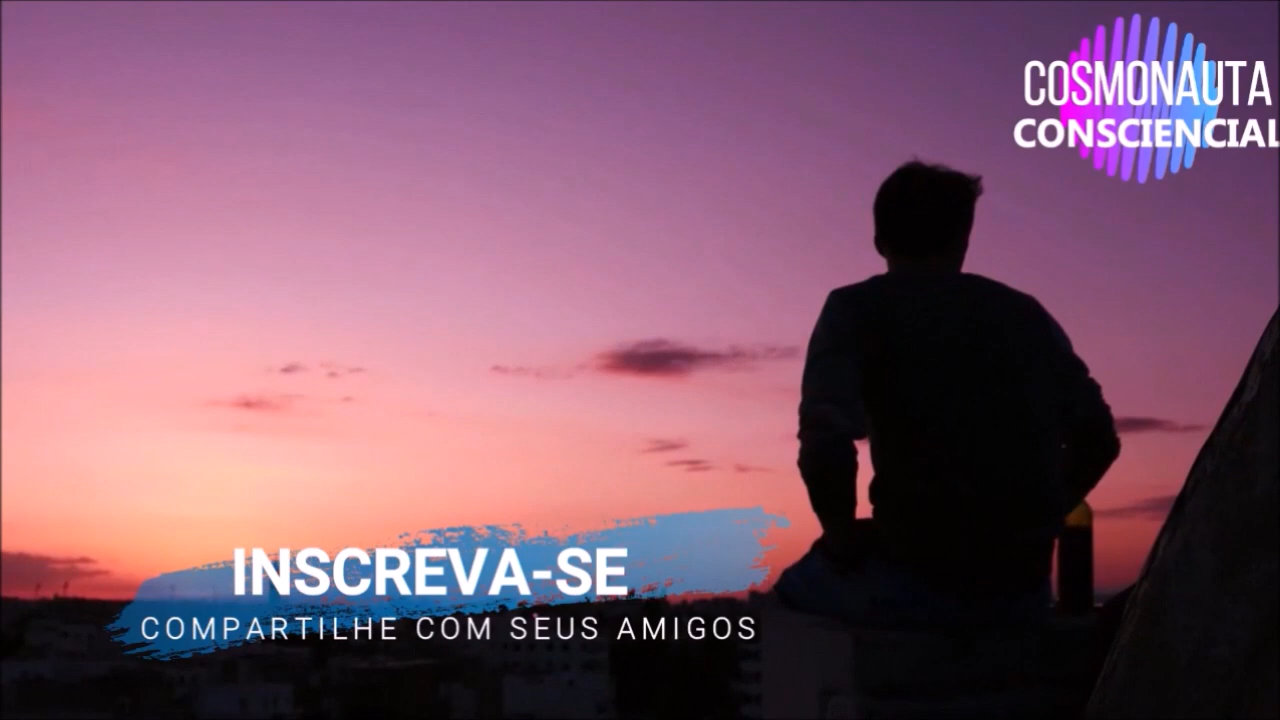 COSMONAUTA
CONSCIENCIAL
INSCREVA-SE
COMPARTILHE COM SEUS AMIGOS